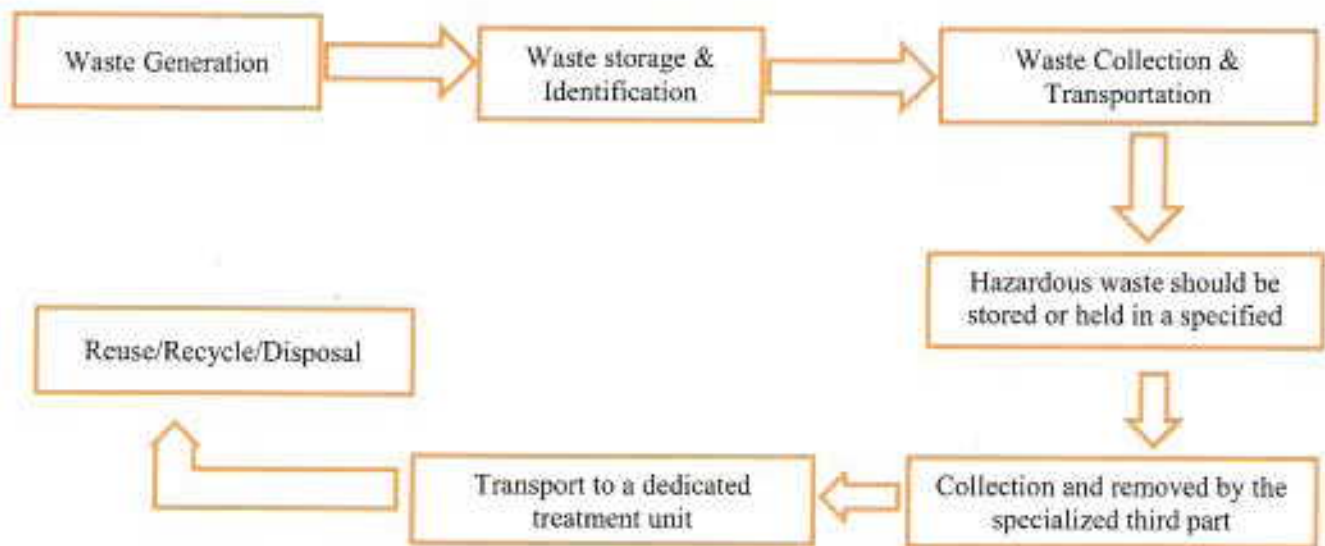 Waste Generation
Waste storage &
Identification
Waste Collection &
Transportation
Hazardous waste should be
stored or held in a specified
Collection and removed by the
specialized third part
Transport to a dedicated
treatment unit
Reuse/Recycle/Disposal